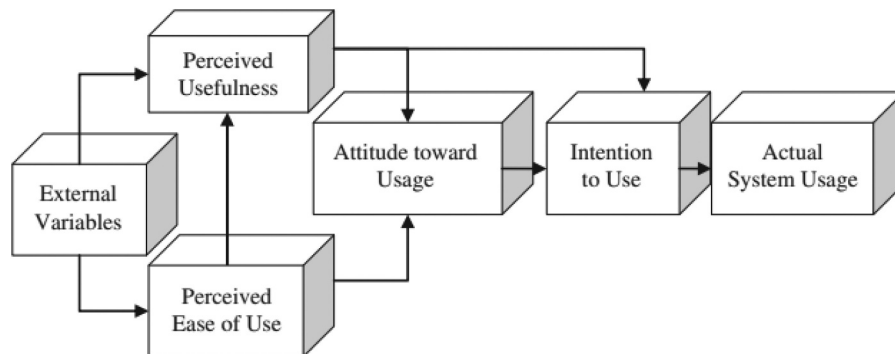 Perceived
Usefulness
External
Variables
Perceived
Ease of Use
Attitude toward
Usage
Intention
to Use
Actual
System Usage